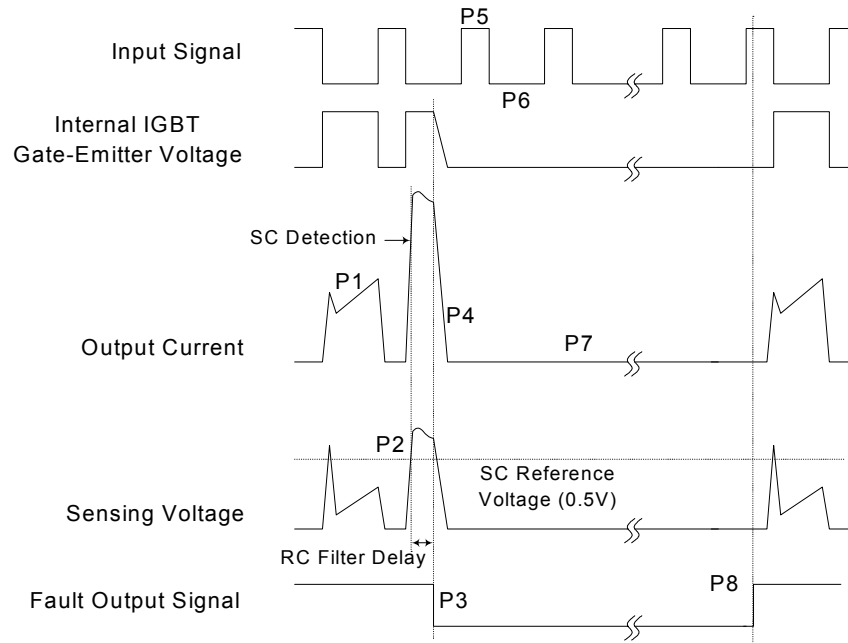 P5
Input Signal
P6
Internal IGBT
Gate-Emitter Voltage
SC Detection
P1
P4
Output Current
P7
P2
SC Reference
Voltage (0.5V)
Sensing Voltage
RC Filter Delay
P8
Fault Output Signal
P3